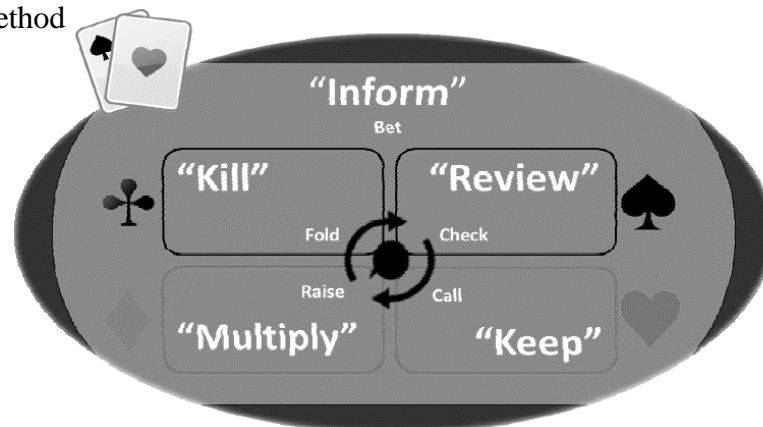 ethod
“Inform”
Bet
“Kill”
“Review”
Fold
Check
Raise
Call
“Multiply”
“Keep”